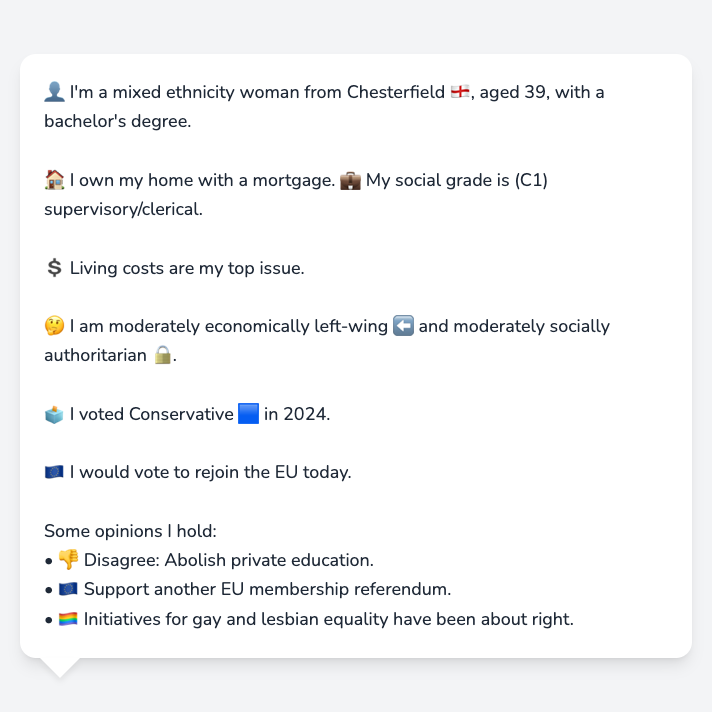 👤 I'm a mixed ethnicity woman from Chesterfield 🏴󠁧󠁢󠁥󠁮󠁧󠁿, aged 39, with a
bachelor's degree.
🏠 I own my home with a mortgage. 💼 My social grade is (C1)
supervisory/clerical.
💲 Living costs are my top issue.
🤔 I am moderately economically left-wing ⬅️ and moderately socially
authoritarian 🔒.
🗳️ I voted Conservative 🟦 in 2024.
🇪🇺 I would vote to rejoin the EU today.
Some opinions I hold:
• 👎 Disagree: Abolish private education.
• 🇪🇺 Support another EU membership referendum.
• 🏳️‍🌈 Initiatives for gay and lesbian equality have been about right.